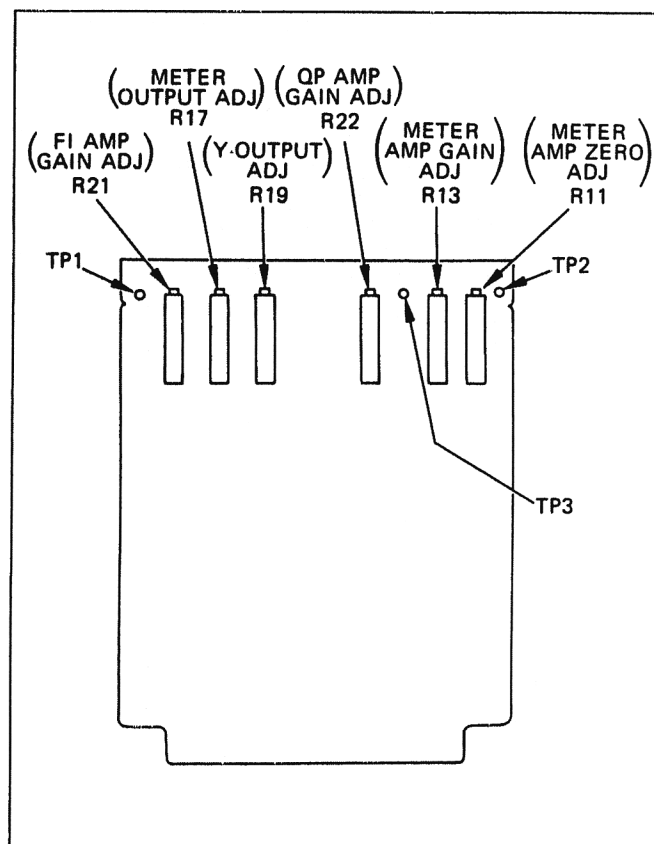 (METER
OUTPUT ADJ)
R17
(QP AMP
GAIN ADJ)
R22
(FI AMP
GAIN ADJ)
R21
(Y-OUTPUT)
ADJ
R19
(METER
AMP GAIN
ADJ)
R13
(METER
AMP ZERO
ADJ)
R11
TP1
TP2
TP3